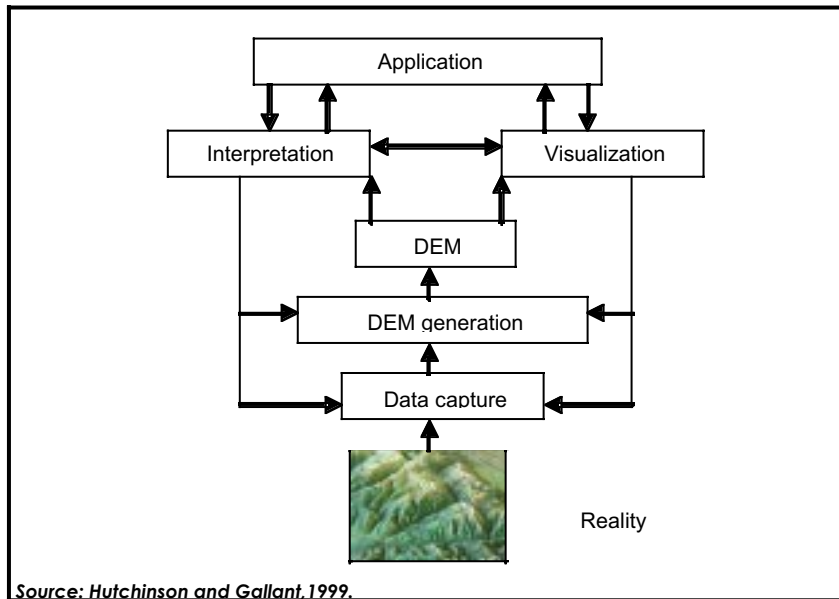 Application
Interpretation
Visualization
DEM
DEM generation
Data capture
Reality
Source: Hutchinson and Gallant,1999.